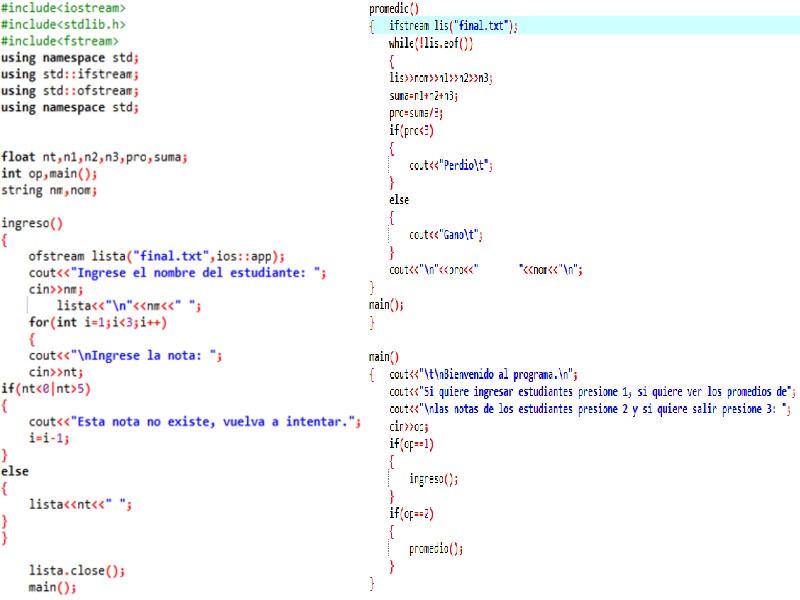 #include<iostream>
#include<stdlib.h>
#include<fstream>
using namespace std;
using std::ifstream;
using std::ofstream;
using namespace std;
float nt,n1,n2,n3,pro,suma;
int op,main();
string nm,nom;
ingreso()
{
ofstream lista("final.txt",ios::app);
cout<<"Ingrese el nombre del estudiante: ";
cin>>nm;
lista<<"\n"<<nm<<" ";
for(int i=1;i<3;i++)
{
cout<<"\nIngrese la nota: ";
cin>>nt;
if(nt<0|nt>5)
{
cout<<"Esta nota no existe, vuelva a intentar.";
i=i-1;
}
else
{
lista<<nt<<" ";
}
}
lista.close();
main();
promedic()
{ ifstream lis("final.txt");
while(!lis.eof())
{
lis>>nom>>n1>>n2>>n3;
suma=n1+n2+n3;
pro=suma/3;
if(pro<3)
{
cout<<"Perdio\t";
}
else
{
cout<<"Gano\t";
}
cout<<"\n"<<pro<<" "<<nom<<"\n";
}
main();
}
main()
{ cout<<"\t\nBienvenido al programa.\n";
cout<<"Si quiere ingresar estudiantes presione 1, si quiere ver los promedios de";
cout<<"\nlas notas de los estudiantes presione 2 y si quiere salir presione 3: ";
cin>>op;
if(op==1)
{
ingreso();
}
if(op==2)
{
promedio();
}
}